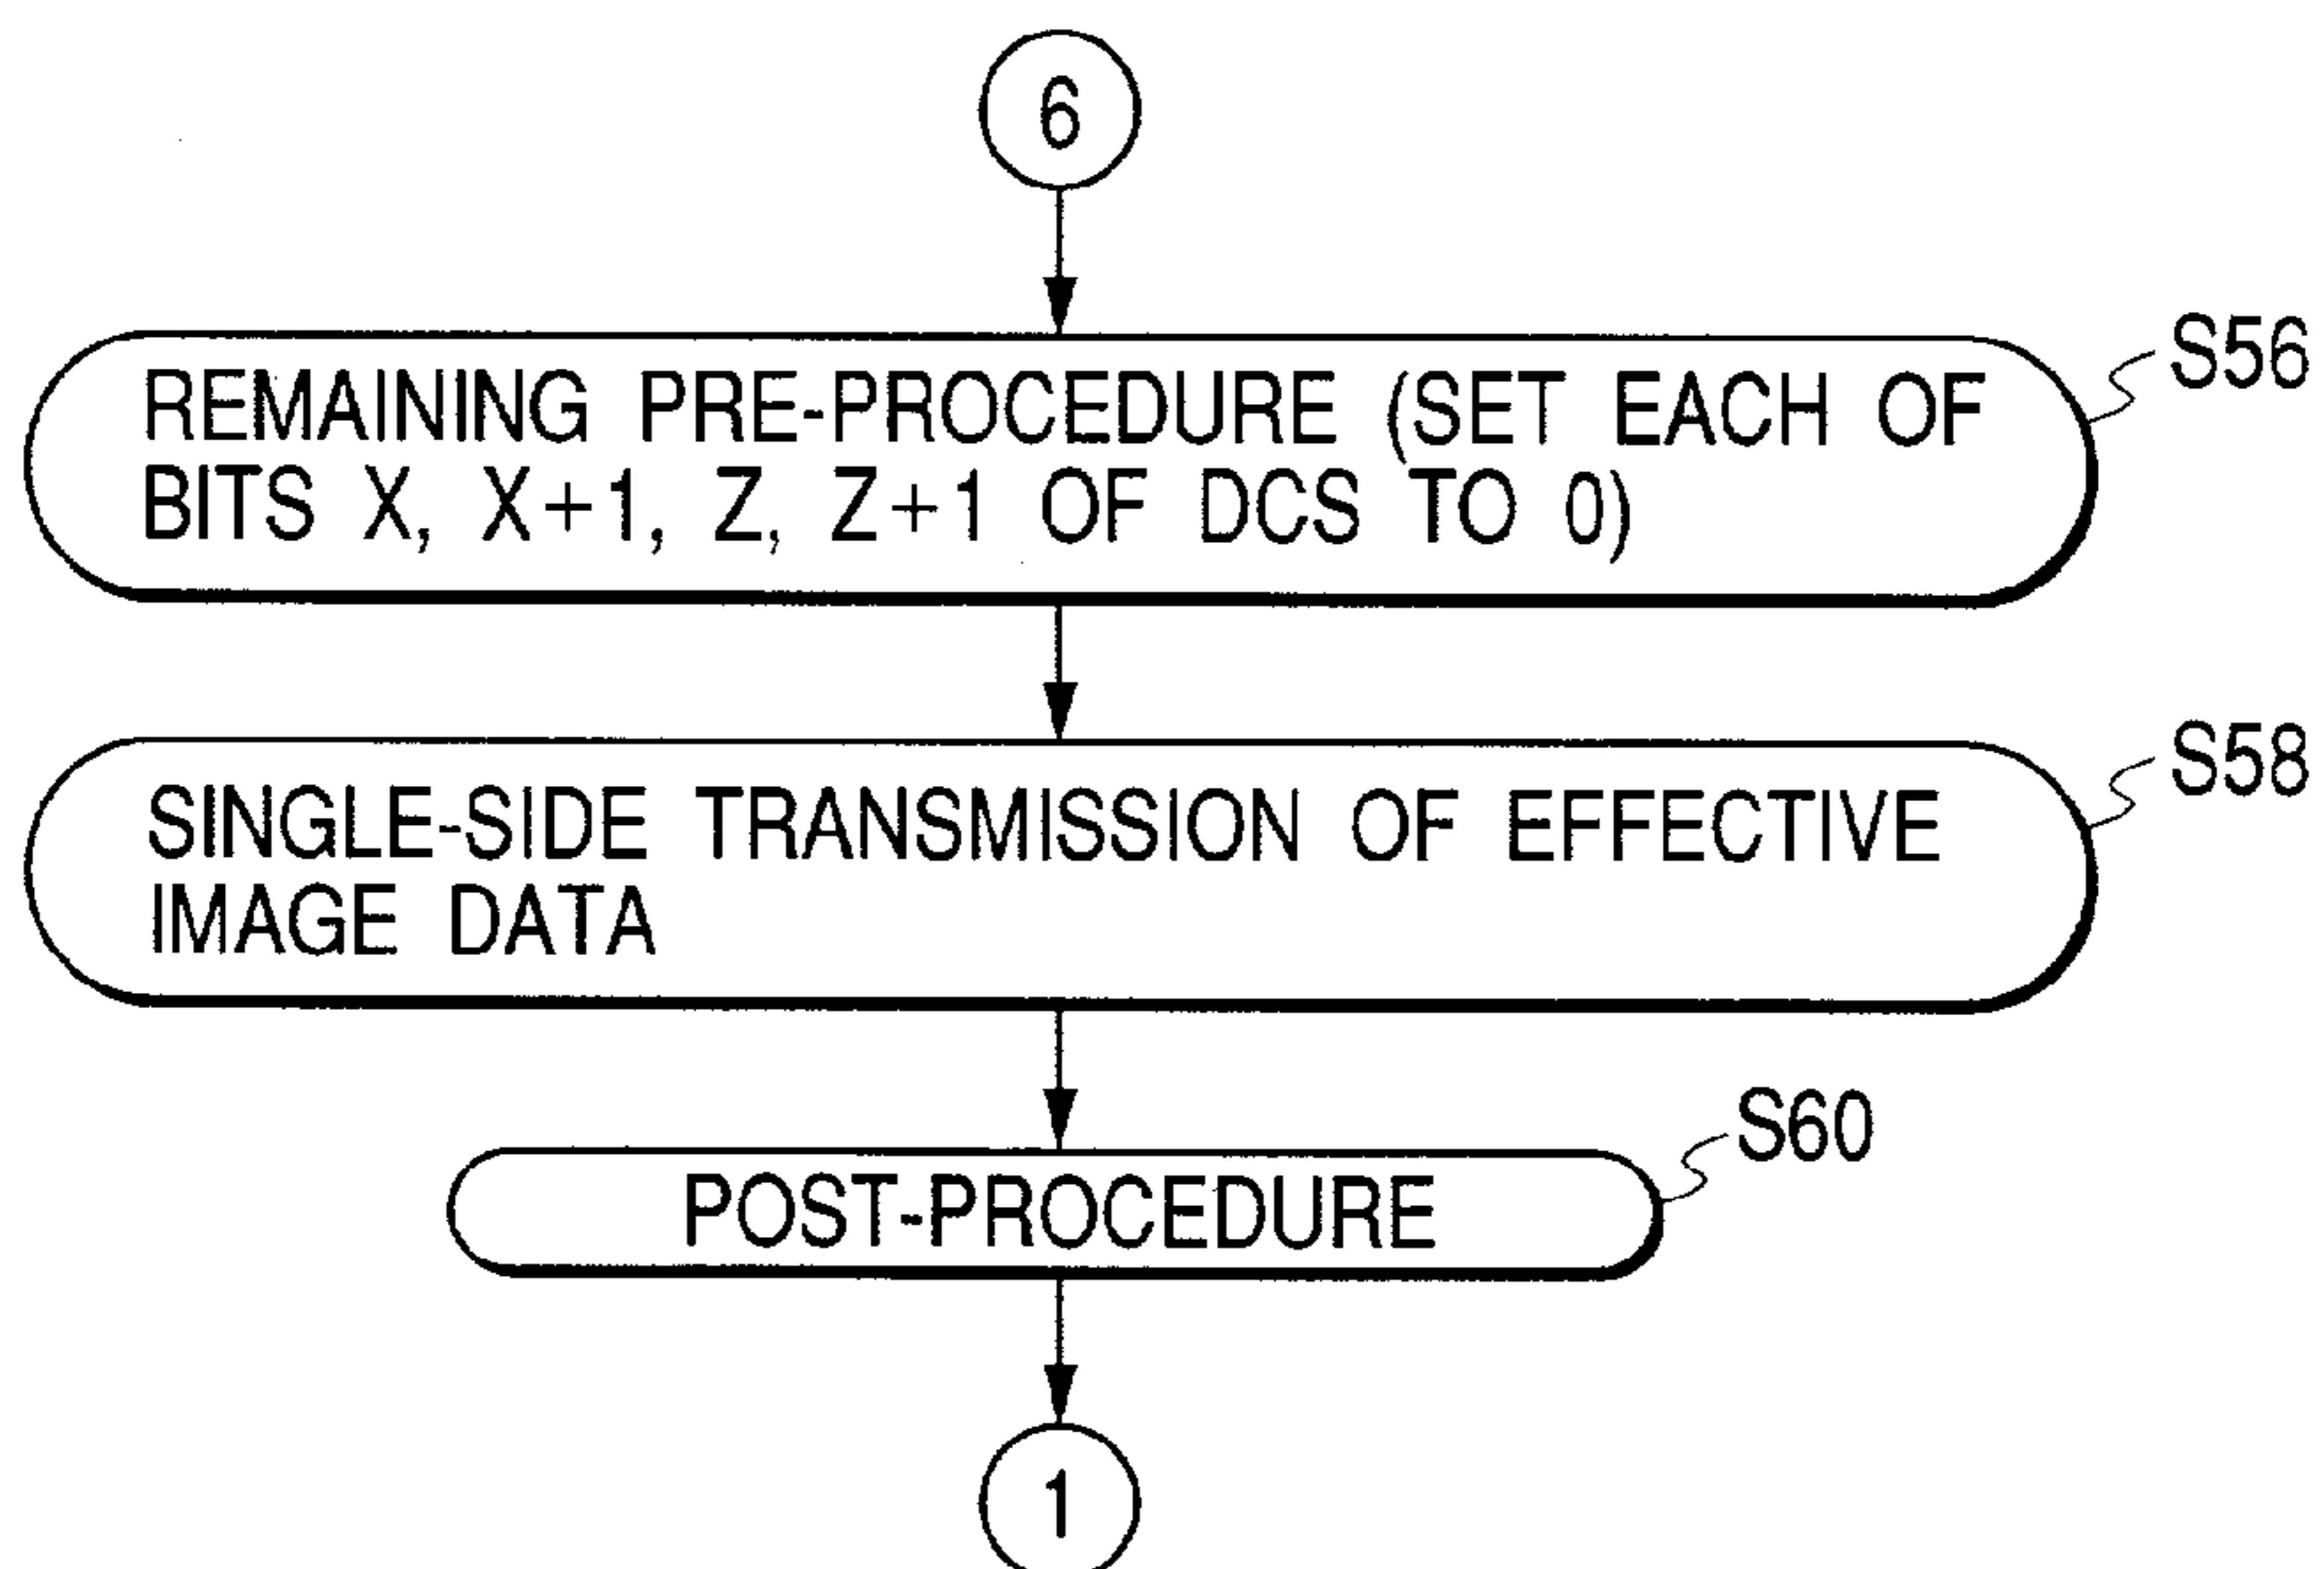 6
S56
REMAINING PRE-PROCEDURE (SET EACH OF
BITS X, X+1, Z, Z+1 OF DCS TO 0)
S58
SINGLE-SIDE TRANSMISSION OF EFFECTIVE
IMAGE DATA
S60
POST-PROCEDURE
1